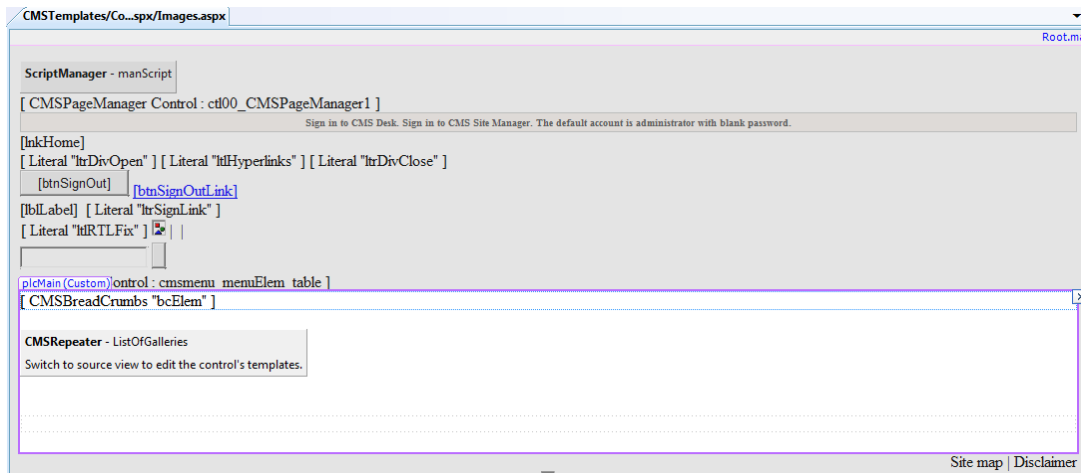 CMSTemplates/Co...spx/Images.aspx
Root.ma
ScriptManager - manScript
[ CMSPageManager Control : ctl00_CMSPageManager1 ]
Sign in to CMS Desk. Sign in to CMS Site Manager. The default account is administrator with blank password.
[lnkHome]
[ Literal "ltrDivOpen" ] [ Literal "ltlHyperlinks" ] [ Literal "ltrDivClose" ]
[btnSignOut] [btnSignOutLink]
[lblLabel] [ Literal "ltrSignLink" ]
[ Literal "ltlRTLFix" ] | |
plcMain (Custom) ontrol : cmsmenu_menuElem_table ]
[ CMSBreadCrumbs "bcElem" ]
CMSRepeater - ListOfGalleries
Switch to source view to edit the control's templates.
Site map | Disclaimer